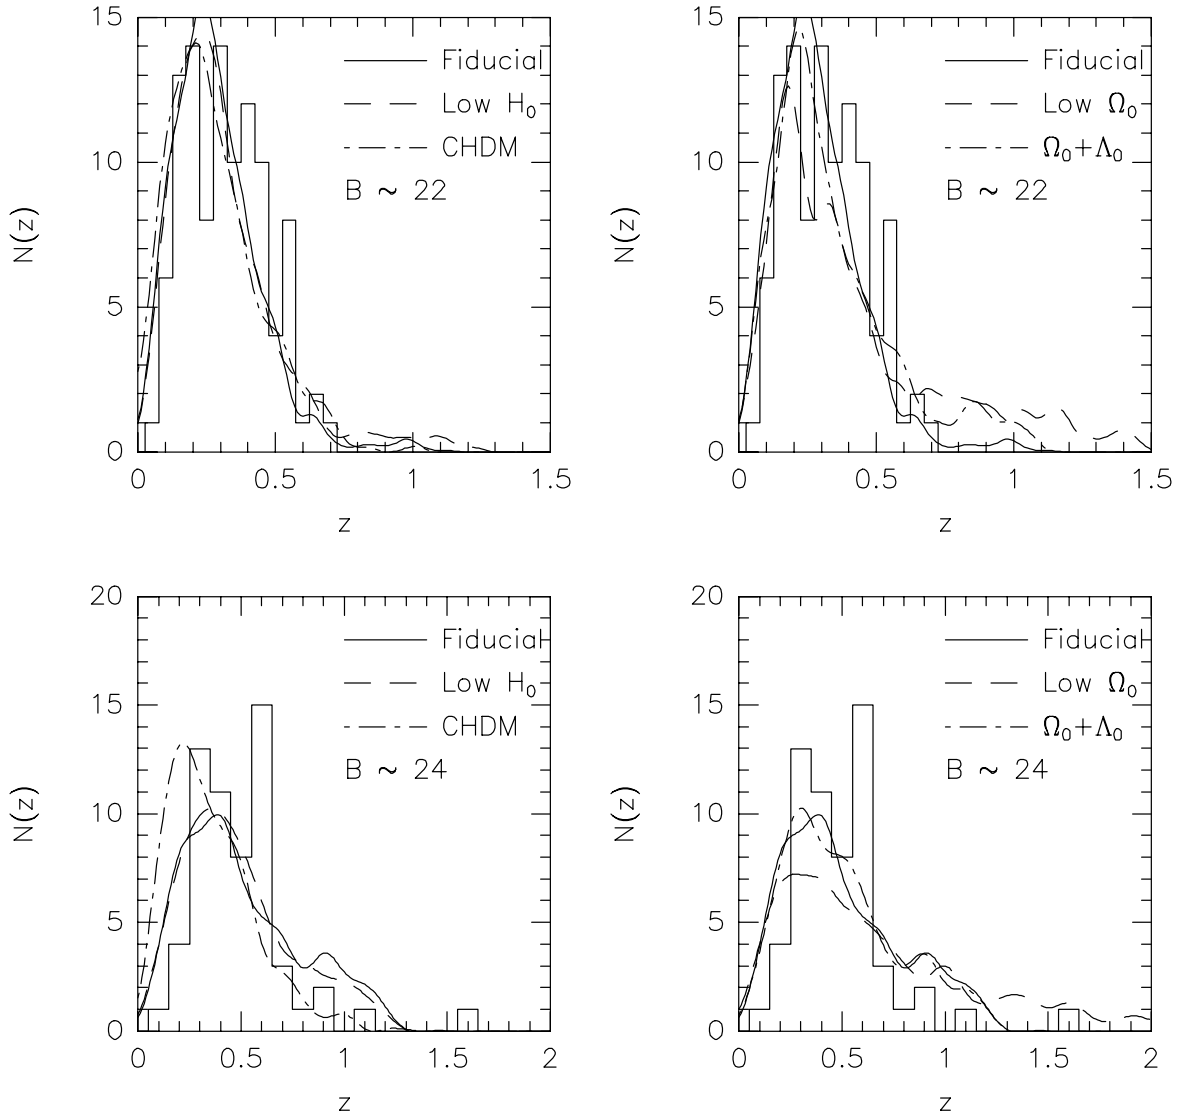 15
10
5
0
0 0.5 1 1.5
N(z)
z
Fiducial
Low H₀
CHDM
B ~ 22
15
10
5
0
0 0.5 1 1.5
N(z)
z
Fiducial
Low Ω₀
Ω₀+Λ₀
B ~ 22
20
15
10
5
0
0 0.5 1 1.5 2
N(z)
z
Fiducial
Low H₀
CHDM
B ~ 24
20
15
10
5
0
0 0.5 1 1.5 2
N(z)
z
Fiducial
Low Ω₀
Ω₀+Λ₀
B ~ 24